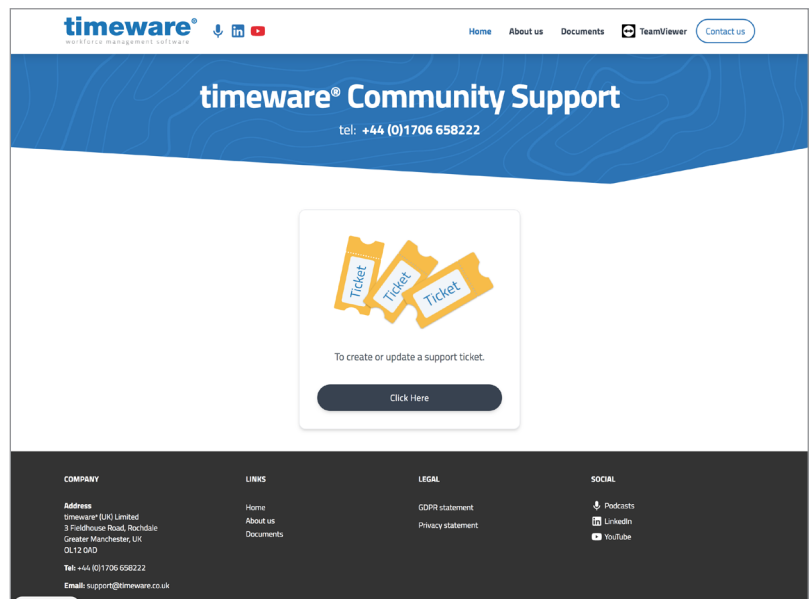 timeware®
workforce management software
Home About us Documents TeamViewer Contact us
timeware® Community Support
tel: +44 (0)1706 658222
Ticket
Ticket
Ticket
To create or update a support ticket.
Click Here
COMPANY
Address
timeware® (UK) Limited
3 Fieldhouse Road, Rochdale
Greater Manchester, UK
OL12 0AD
Tel: +44 (0)1706 658222
Email: support@timeware.co.uk
LINKS
Home
About us
Documents
LEGAL
GDPR statement
Privacy statement
SOCIAL
Podcasts
in LinkedIn
YouTube